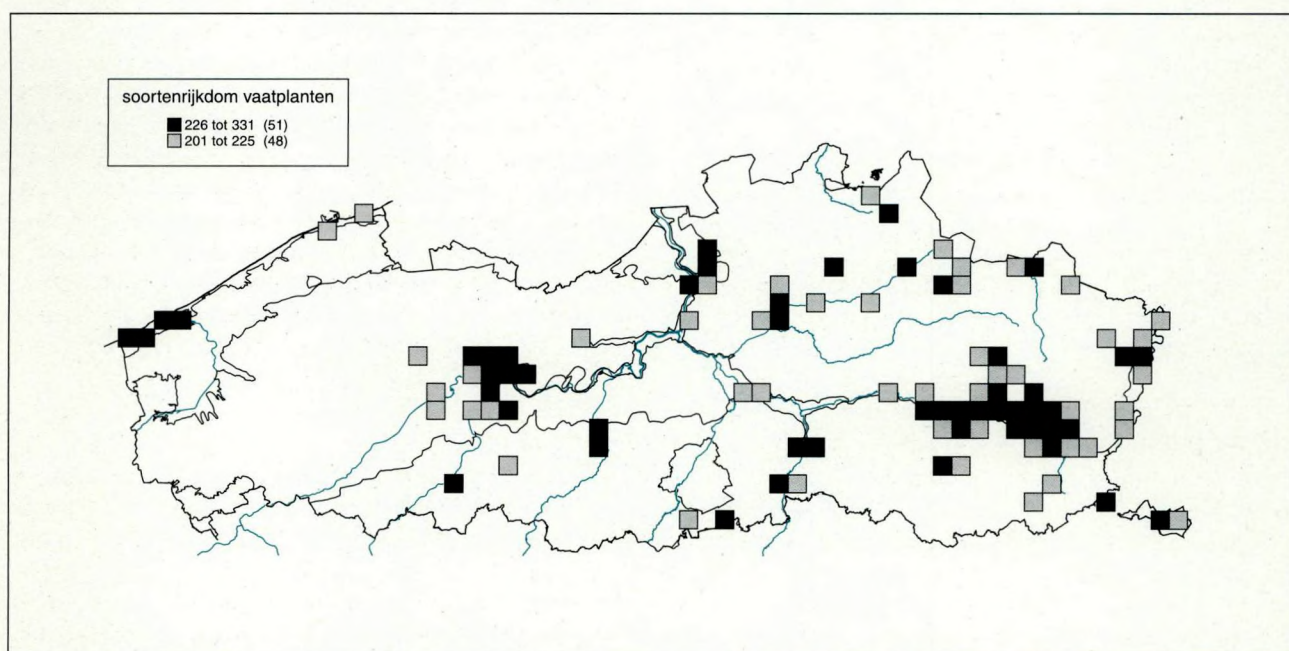 soortenrijkdom vaatplanten
226 tot 331 (51)
201 tot 225 (48)